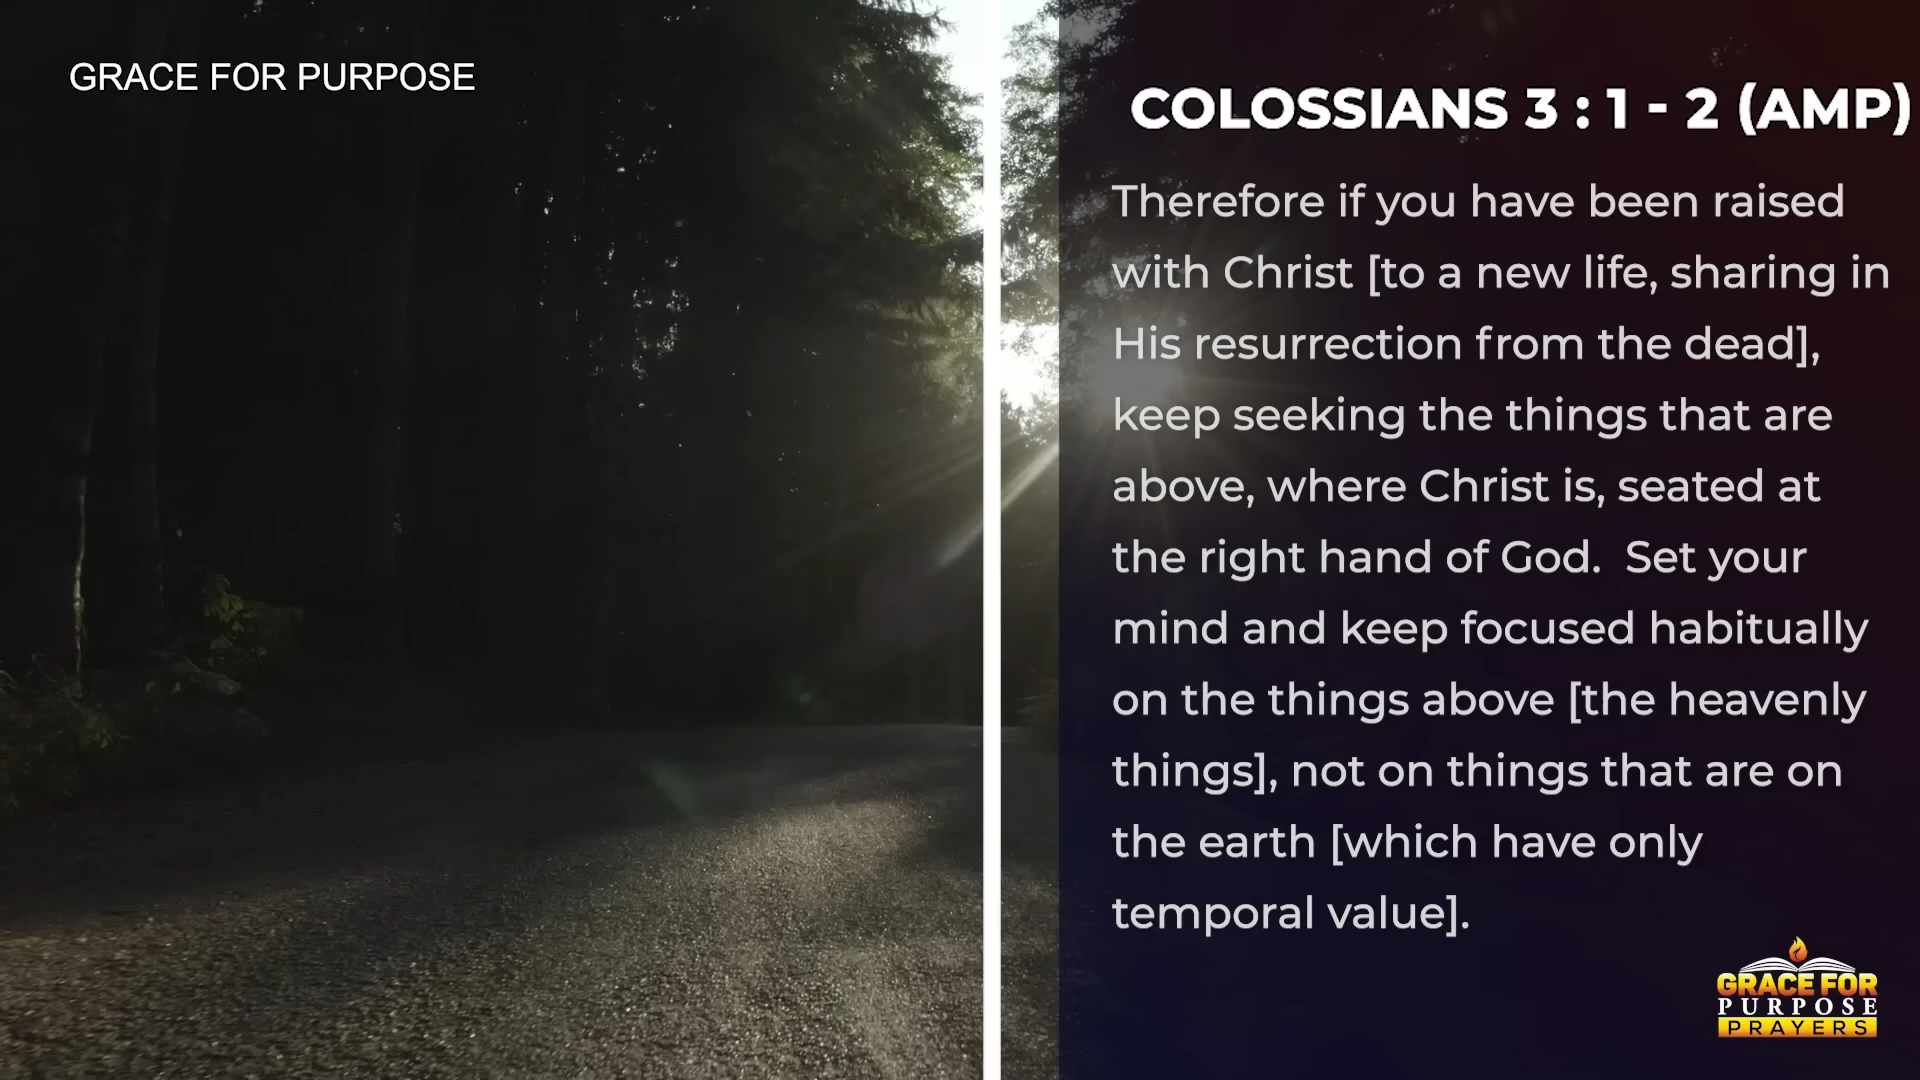 GRACE FOR PURPOSE
COLOSSIANS 3 : 1 - 2 (AMP)
Therefore if you have been raised
with Christ [to a new life, sharing in
His resurrection from the dead],
keep seeking the things that are
above, where Christ is, seated at
the right hand of God.  Set your
mind and keep focused habitually
on the things above [the heavenly
things], not on things that are on
the earth [which have only
temporal value].
GRACE FOR
PURPOSE
PRAYERS